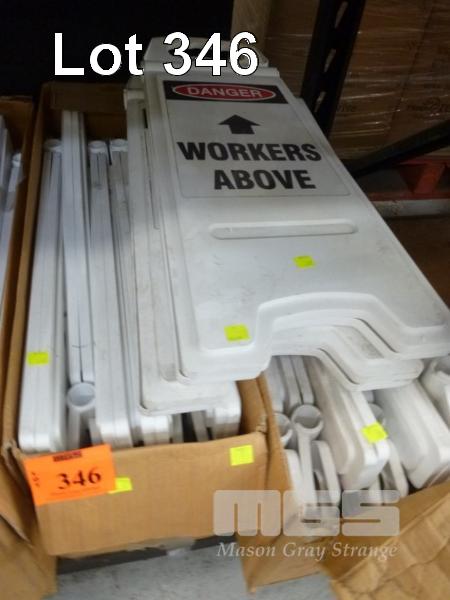 Lot 346
DANGER
WORKERS
ABOVE
346
MGS
Mason Gray Strange